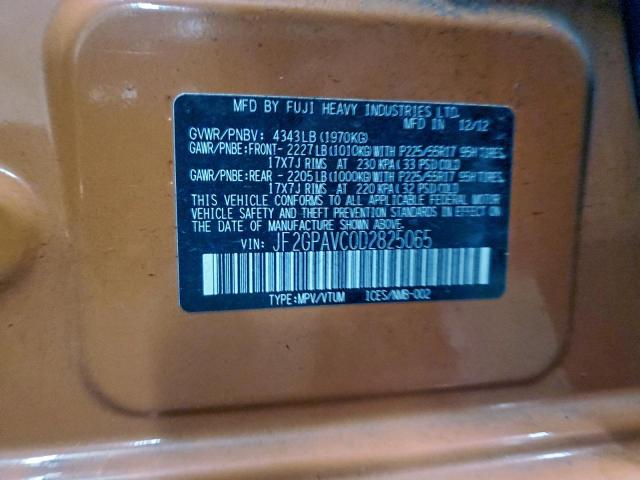 MFD BY FUJI HEAVY INDUSTRIES LTD.
MFD IN 12/12
GVWR/PNBV: 4343LB (1970KG)
GAWR/PNBE:FRONT- 2227LB(1010KG)WITH P225/55R17 95H TIRES,
17X7J RIMS AT 230 KPA( 33 PSI)COLD
GAWR/PNBE:REAR - 2205LB(1000KG)WITH P225/55R17 95H TIRES,
17X7J RIMS AT 220 KPA( 32 PSI)COLD
THIS VEHICLE CONFORMS TO ALL APPLICABLE FEDERAL MOTOR
VEHICLE SAFETY AND THEFT PREVENTION STANDARDS IN EFFECT ON
THE DATE OF MANUFACTURE SHOWN ABOVE.
VIN: JF2GPAVC0D2825065
TYPE:MPV/VTUM ICES/NMB-002